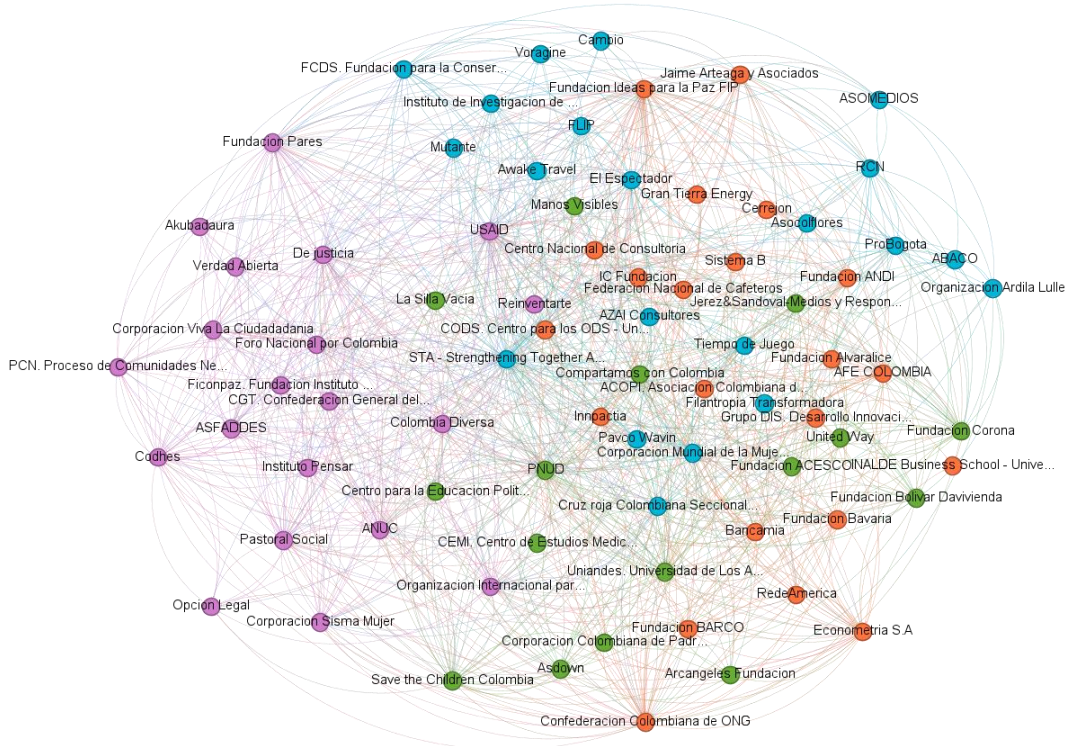 Cambio
Voragine
FCDS. Fundacion para la Conser...
Jaime Arteaga y Asociados
Fundacion Ideas para la Paz FIP
Instituto de Investigacion de ...
ASOMEDIOS
FLIP
Fundacion Pares
Mutante
Awake Travel
RCN
El Espectador
Gran Tierra Energy
Manos Visibles
Cerrejon
Asocolflores
Akubadaura
USAID
Centro Nacional de Consultoria
ProBogota
De justicia
Verdad Abierta
Sistema B
ABACO
IC Fundacion
Fundacion ANDI
Federacion Nacional de Cafeteros
Organizacion Ardila Lulle
La Silla Vacia
Reinventarte
Jerez&Sandoval-Medios y Respon...
AZAI Consultores
Corporacion Viva La Ciudadadania
CODS. Centro para los ODS - Un...
Foro Nacional por Colombia
Tiempo de Juego
STA - Strengthening Together A...
Fundacion Alvaralice
PCN. Proceso de Comunidades Ne...
Compartamos con Colombia
AFE COLOMBIA
Ficonpaz. Fundacion Instituto ...
ACOPI. Asociacion Colombiana d...
CGT. Confederacion General del...
Filantropia Transformadora
Innpactia
Grupo DIS. Desarrollo Innovaci...
Colombia Diversa
ASFADDES
Fundacion Corona
Pavco Wavin
United Way
Corporacion Mundial de la Muje...
Codhes
Instituto Pensar
PNUD
Fundacion ACESCO
INALDE Business School - Unive...
Centro para la Educacion Polit...
Fundacion Bolivar Davivienda
Cruz roja Colombiana Seccional...
Fundacion Bavaria
ANUC
Bancamia
Pastoral Social
CEMI. Centro de Estudios Medic...
Uniandes. Universidad de Los A...
Organizacion Internacional par...
RedeAmerica
Opcion Legal
Corporacion Sisma Mujer
Fundacion BARCO
Econometria S.A
Corporacion Colombiana de Padr...
Asdown
Arcangeles Fundacion
Save the Children Colombia
Confederacion Colombiana de ONG